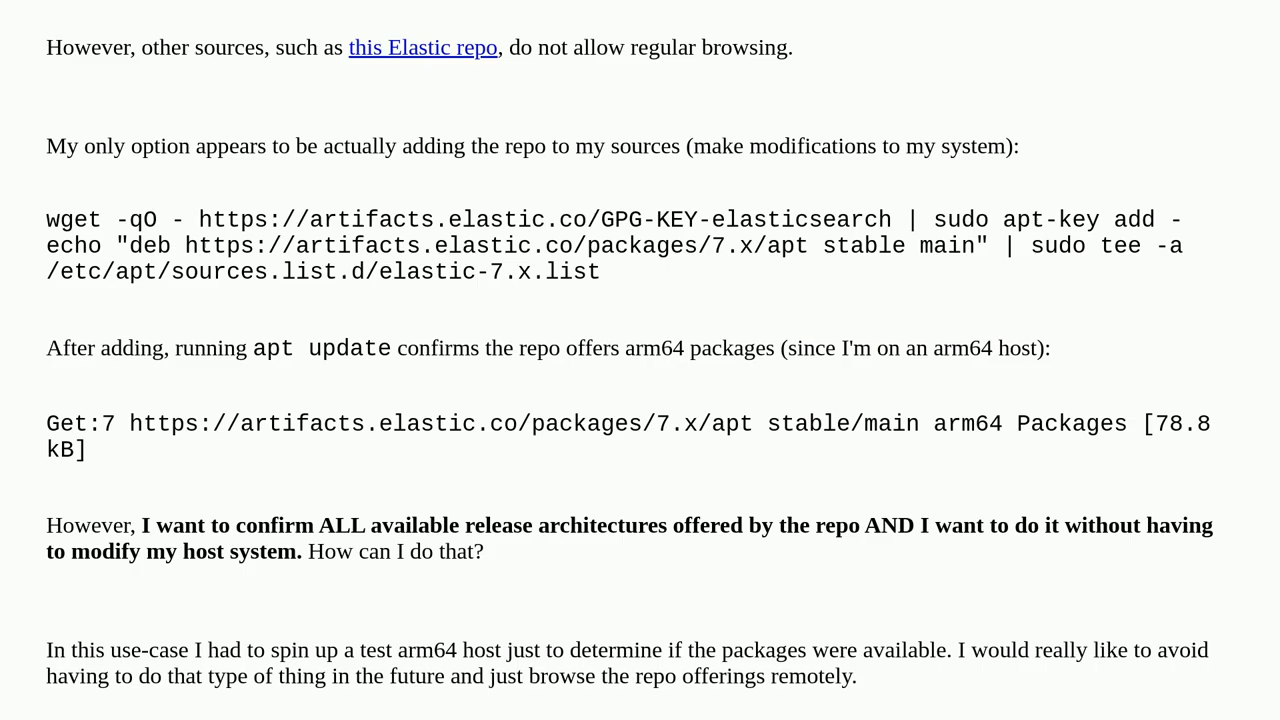 However, other sources, such as this Elastic repo, do not allow regular browsing.
My only option appears to be actually adding the repo to my sources (make modifications to my system):
wget -qO - https://artifacts.elastic.co/GPG-KEY-elasticsearch | sudo apt-key add -
echo "deb https://artifacts.elastic.co/packages/7.x/apt stable main" | sudo tee -a
/etc/apt/sources.list.d/elastic-7.x.list
After adding, running apt update confirms the repo offers arm64 packages (since I'm on an arm64 host):
Get:7 https://artifacts.elastic.co/packages/7.x/apt stable/main arm64 Packages [78.8
kB]
However, I want to confirm ALL available release architectures offered by the repo AND I want to do it without having
to modify my host system. How can I do that?
In this use-case I had to spin up a test arm64 host just to determine if the packages were available. I would really like to avoid
having to do that type of thing in the future and just browse the repo offerings remotely.